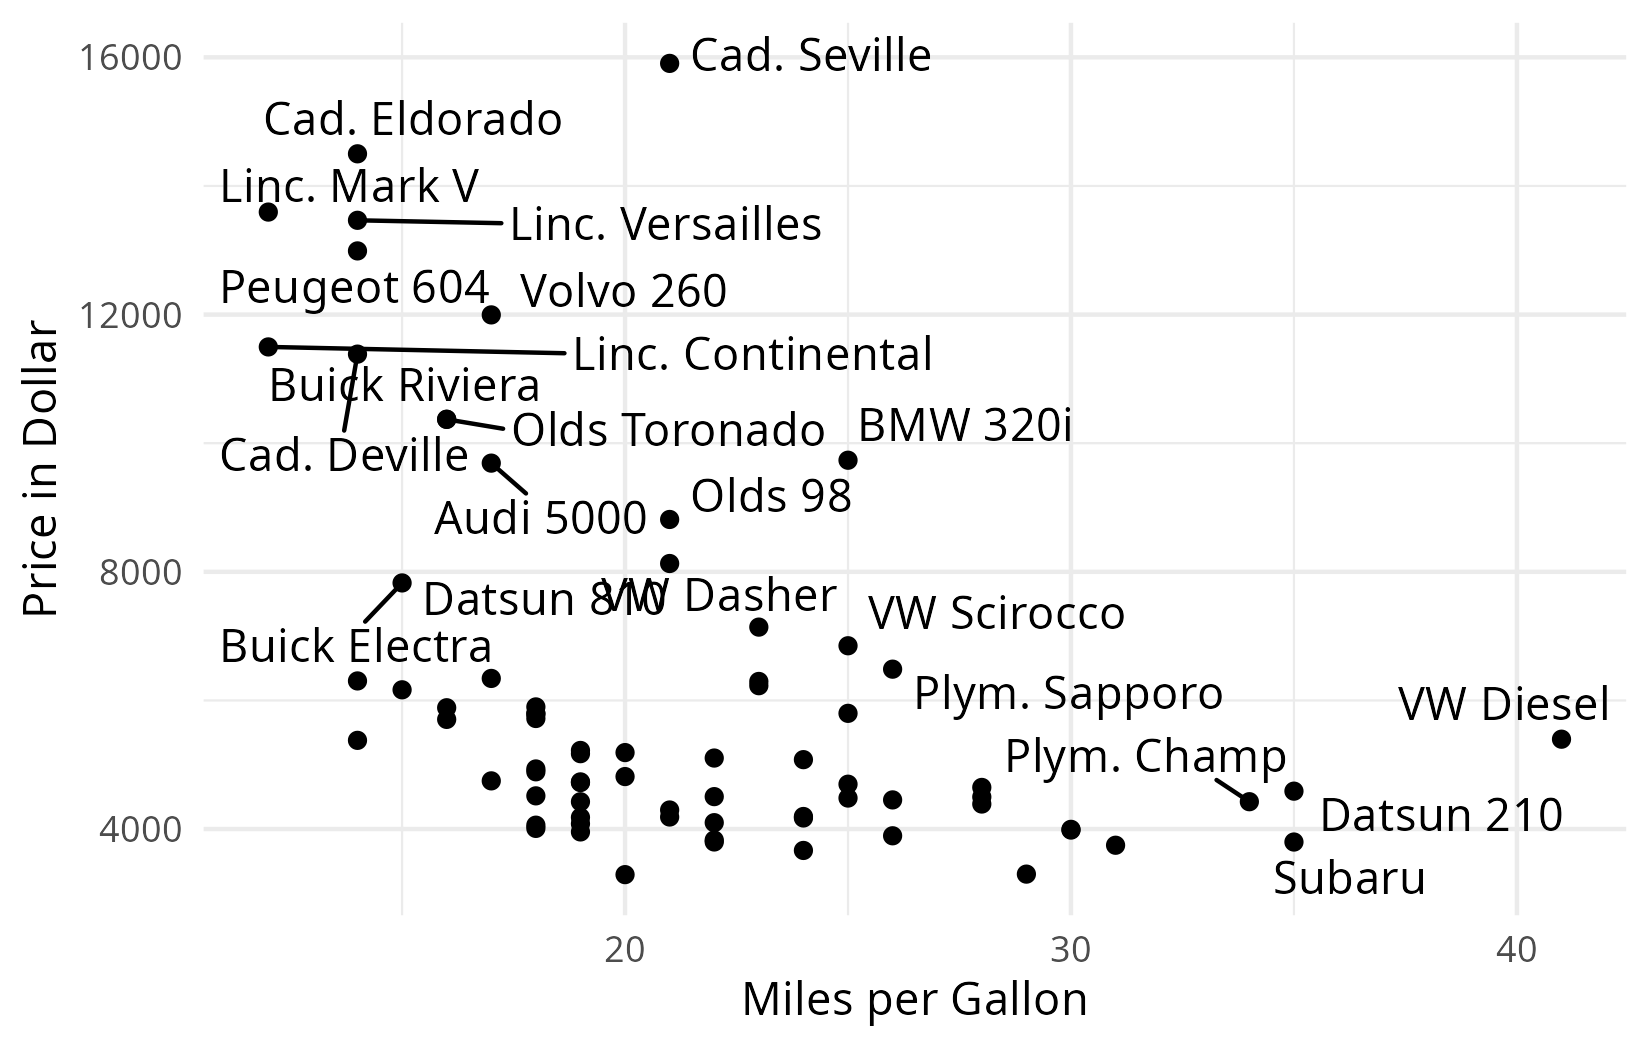 16000
Cad. Seville
Cad. Eldorado
Linc. Mark V
Linc. Versailles
Peugeot 604
Volvo 260
12000
Linc. Continental
Buick Riviera
Olds Toronado
BMW 320i
Cad. Deville
Olds 98
Audi 5000
8000
Datsun 810
VW Dasher
VW Scirocco
Buick Electra
Plym. Sapporo
VW Diesel
Plym. Champ
Datsun 210
4000
Subaru
20
30
40
Miles per Gallon
Price in Dollar